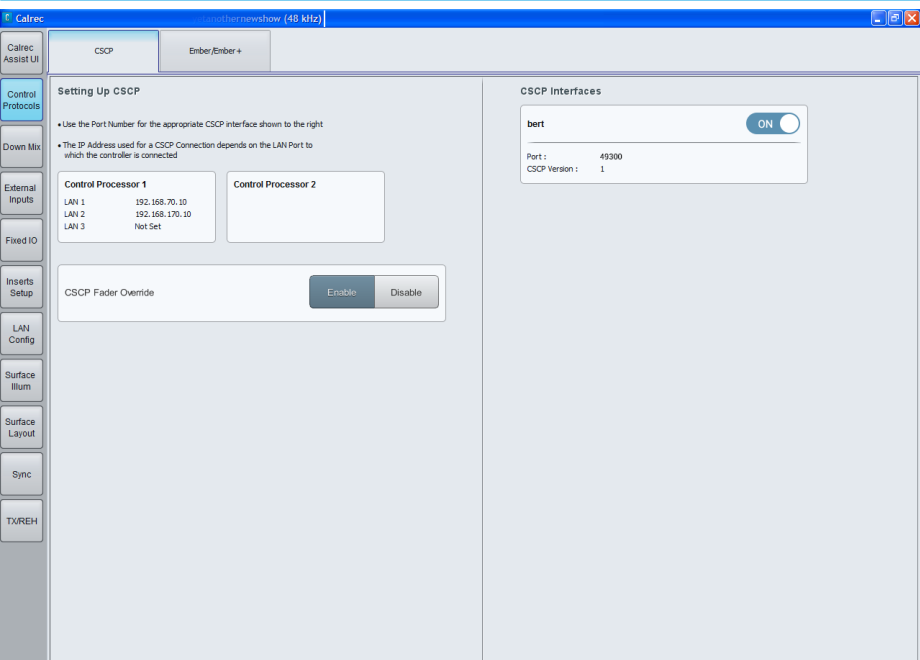 Calrec
etanothernewshow (48 kHz)
Calrec
Assist UI
CSCP
Ember/Ember+
Control
Protocols
Down Mix
External
Inputs
Fixed IO
Inserts
Setup
LAN
Config
Surface
Illum
Surface
Layout
Sync
TX/REH
Setting Up CSCP
• Use the Port Number for the appropriate CSCP interface shown to the right
• The IP Address used for a CSCP Connection depends on the LAN Port to
which the controller is connected
Control Processor 1
LAN 1 192.168.70.10
LAN 2 192.168.170.10
LAN 3 Not Set
Control Processor 2
CSCP Fader Override
Enable
Disable
CSCP Interfaces
bert
ON
Port : 49300
CSCP Version : 1